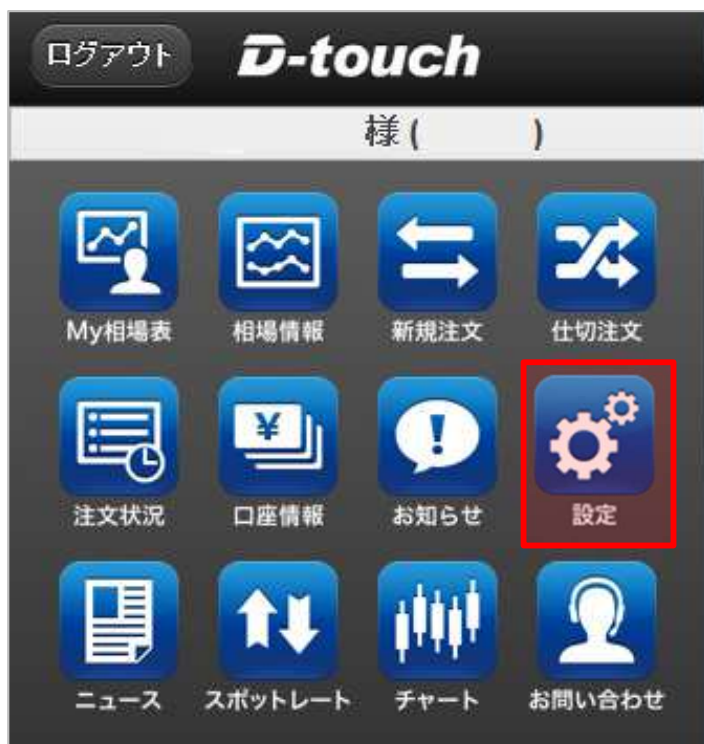 ログアウト D-touch
様 ( )
My相場表 相場情報 新規注文 仕切注文
¥
!
注文状況 口座情報 お知らせ 設定
ニュース スポットレート チャート お問い合わせ